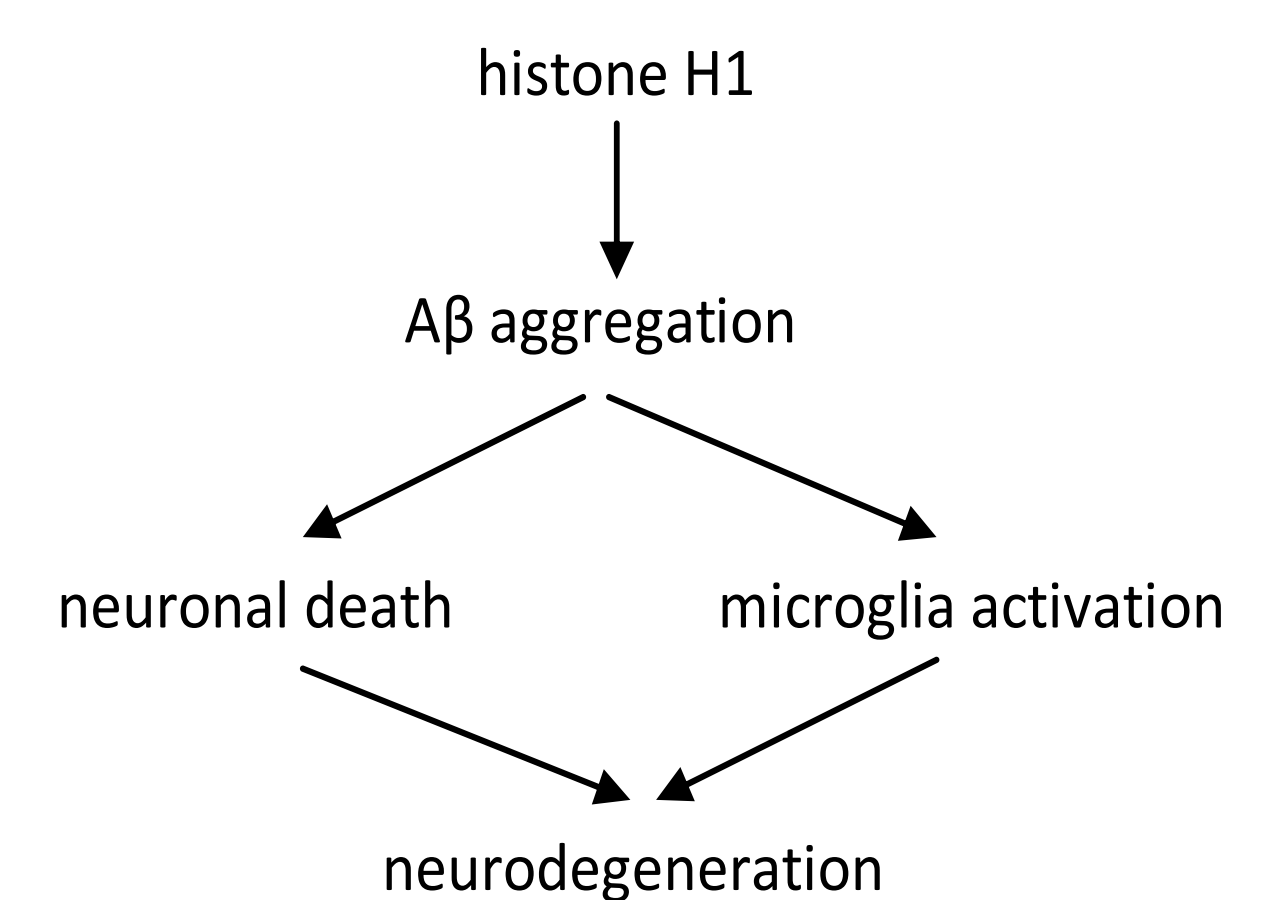 histone H1
Aβ aggregation
neuronal death
microglia activation
neurodegeneration